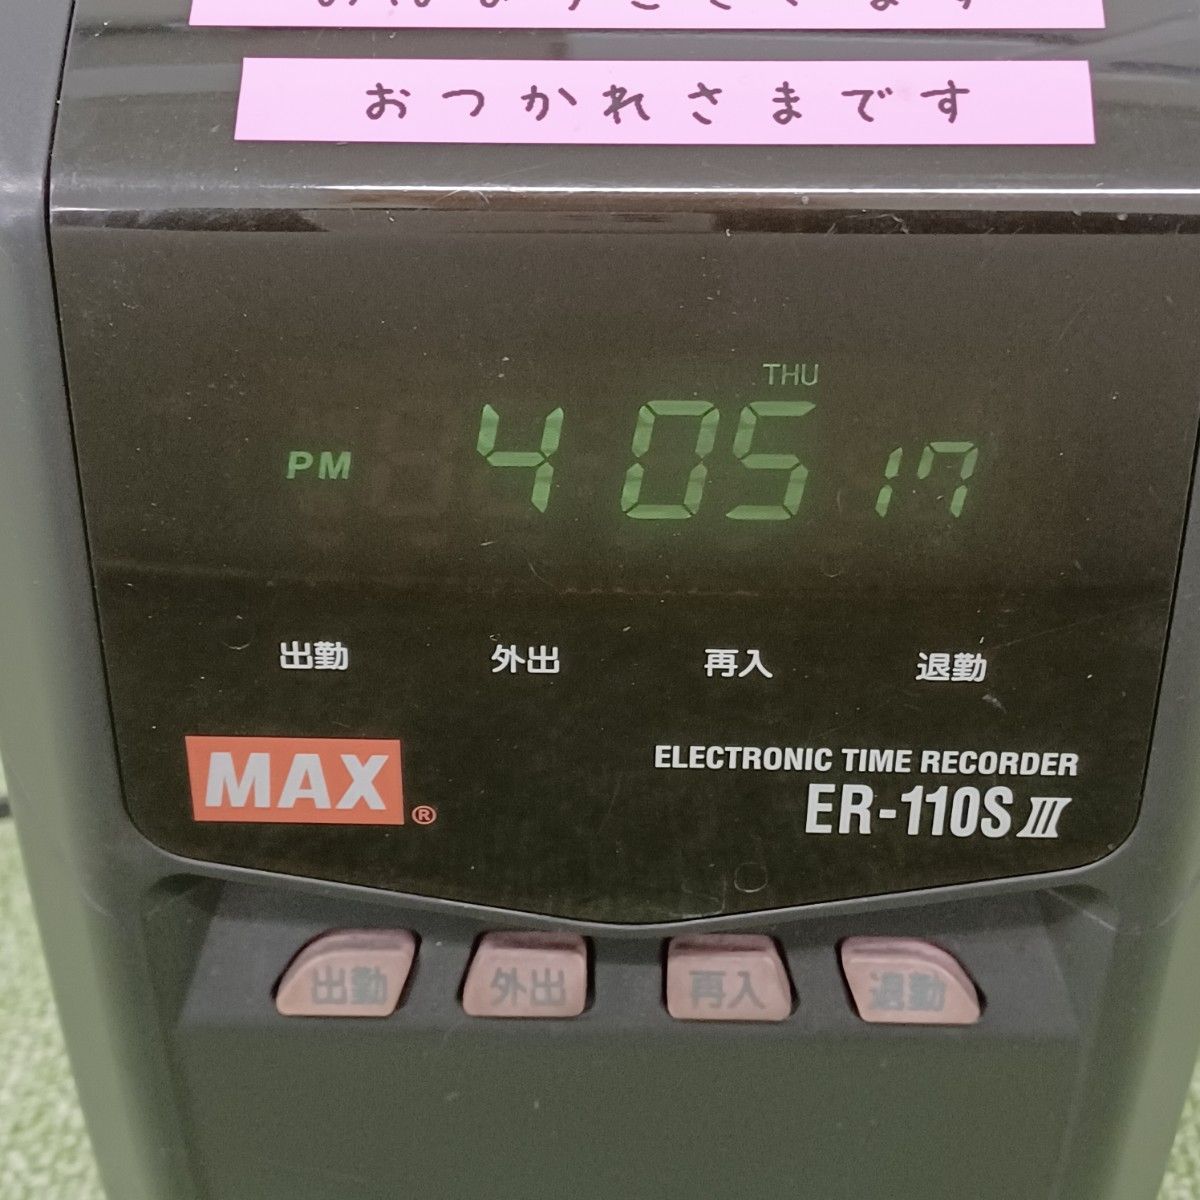 おつかれさまです
THU
PM 4 05 17
出勤 外出 再入 退勤
MAX®
ELECTRONIC TIME RECORDER
ER-110S III
出勤 外出 再入 退勤